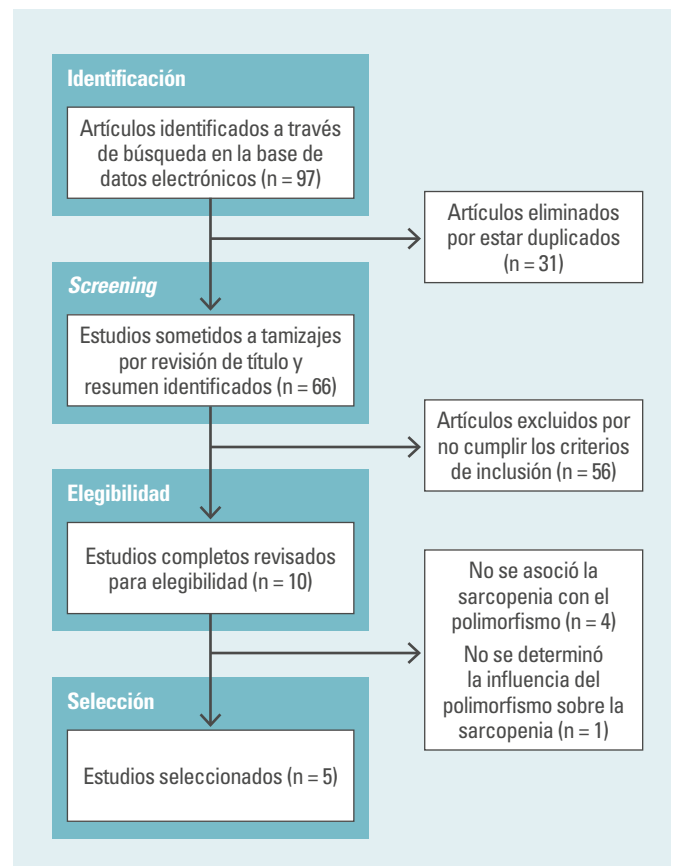 Identificación
Artículos identificados a través
de búsqueda en la base de
datos electrónicos (n = 97)
Artículos eliminados
por estar duplicados
(n = 31)
Screening
Estudios sometidos a tamizajes
por revisión de título y
resumen identificados (n = 66)
Artículos excluidos por
no cumplir los criterios
de inclusión (n = 56)
Elegibilidad
Estudios completos revisados
para elegibilidad (n = 10)
No se asoció la
sarcopenia con el
polimorfismo (n = 4)
No se determinó
la influencia del
polimorfismo sobre la
sarcopenia (n = 1)
Selección
Estudios seleccionados (n = 5)